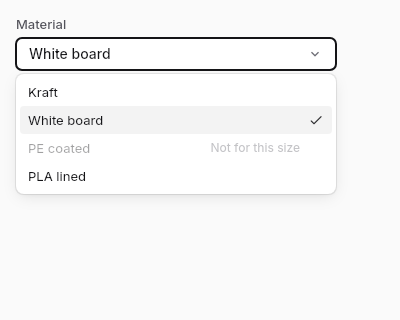 Material
White board
Kraft
White board
PE coated Not for this size
PLA lined